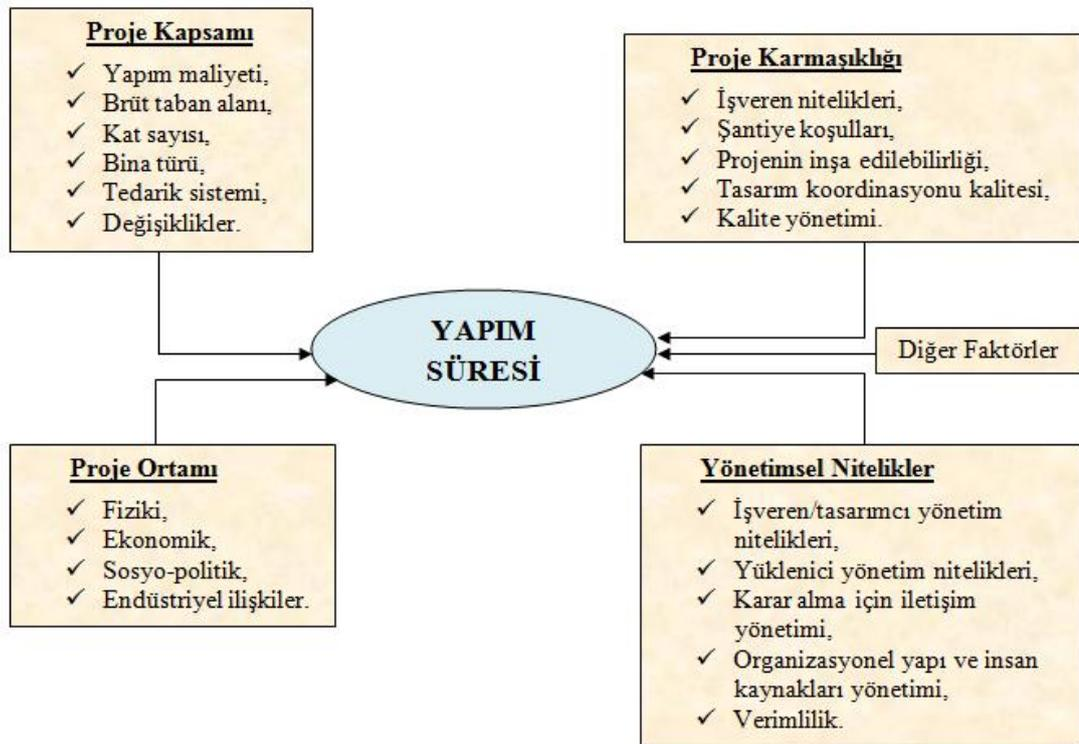 Proje Kapsamı
✓ Yapım maliyeti,
✓ Brüt taban alanı,
✓ Kat sayısı,
✓ Bina türü,
✓ Tedarik sistemi,
✓ Değişiklikler.
Proje Karmaşıklığı
✓ İşveren nitelikleri,
✓ Şantiye koşulları,
✓ Projenin inşa edilebilirliği,
✓ Tasarım koordinasyonu kalitesi,
✓ Kalite yönetimi.
YAPIM
SÜRESİ
Diğer Faktörler
Proje Ortamı
✓ Fiziki,
✓ Ekonomik,
✓ Sosyo-politik,
✓ Endüstriyel ilişkiler.
Yönetimsel Nitelikler
✓ İşveren/tasarımcı yönetim
nitelikleri,
✓ Yüklenici yönetim nitelikleri,
✓ Karar alma için iletişim
yönetimi,
✓ Organizasyonel yapı ve insan
kaynakları yönetimi,
✓ Verimlilik.